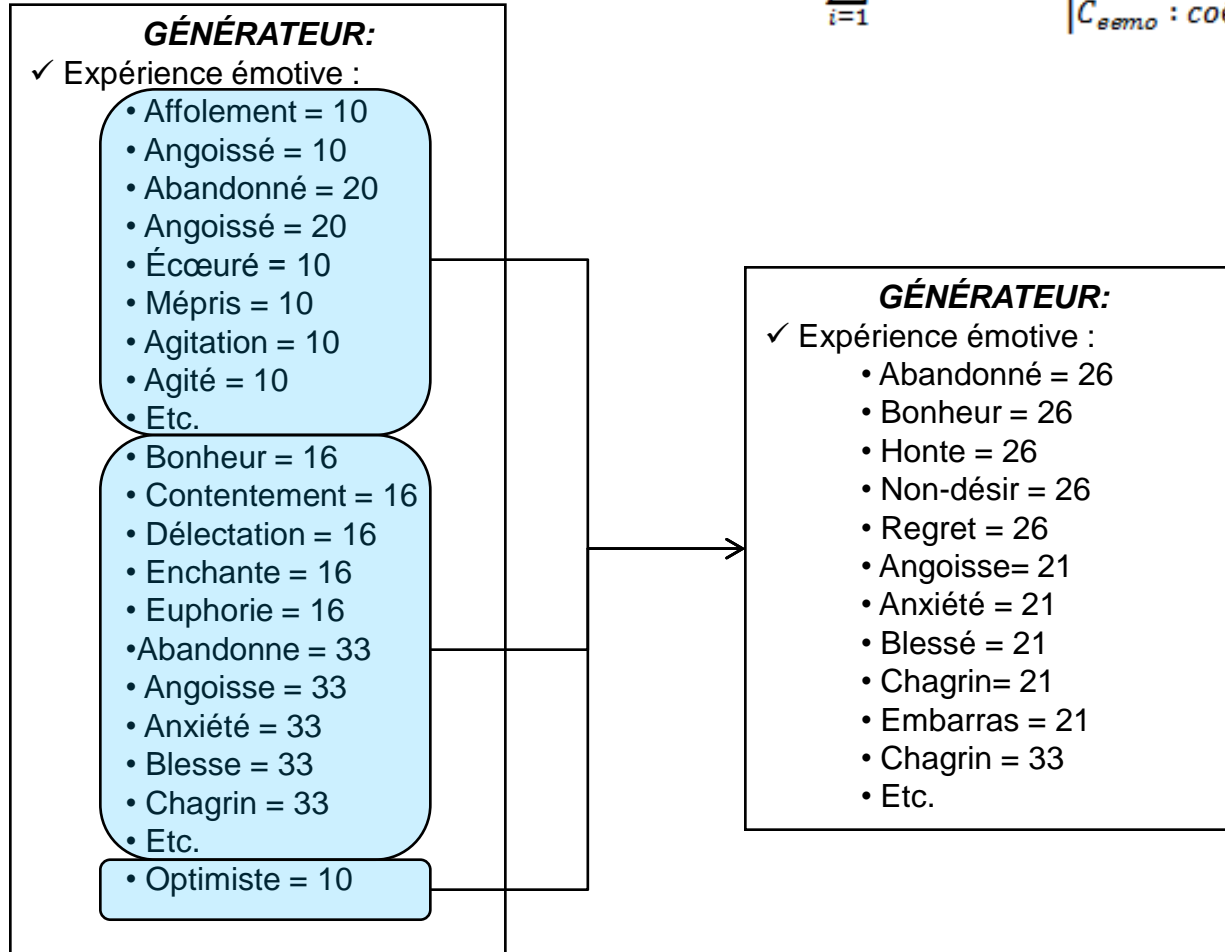 i=1
|C_eemo : co
GÉNÉRATEUR:
✓ Expérience émotive :
• Affolement = 10
• Angoissé = 10
• Abandonné = 20
• Angoissé = 20
• Écœuré = 10
• Mépris = 10
• Agitation = 10
• Agité = 10
• Etc.
• Bonheur = 16
• Contentement = 16
• Délectation = 16
• Enchante = 16
• Euphorie = 16
•Abandonne = 33
• Angoisse = 33
• Anxiété = 33
• Blesse = 33
• Chagrin = 33
• Etc.
• Optimiste = 10
GÉNÉRATEUR:
✓ Expérience émotive :
• Abandonné = 26
• Bonheur = 26
• Honte = 26
• Non-désir = 26
• Regret = 26
• Angoisse= 21
• Anxiété = 21
• Blessé = 21
• Chagrin= 21
• Embarras = 21
• Chagrin = 33
• Etc.